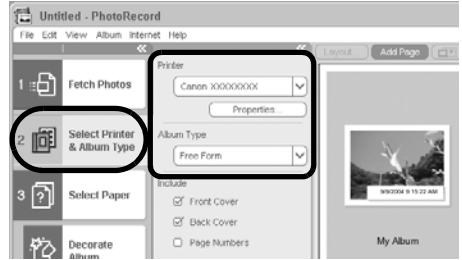 Untitled - PhotoRecord
File Edit View Album Internet Help
Layout Add Page
1 Fetch Photos
2 Select Printer
& Album Type
3 Select Paper
Decorate
Album
Printer
Canon XXXXXXXX
Properties...
Album Type
Free Form
Include
Front Cover
Back Cover
Page Numbers
9/9/2004 9:15:22 AM
My Album